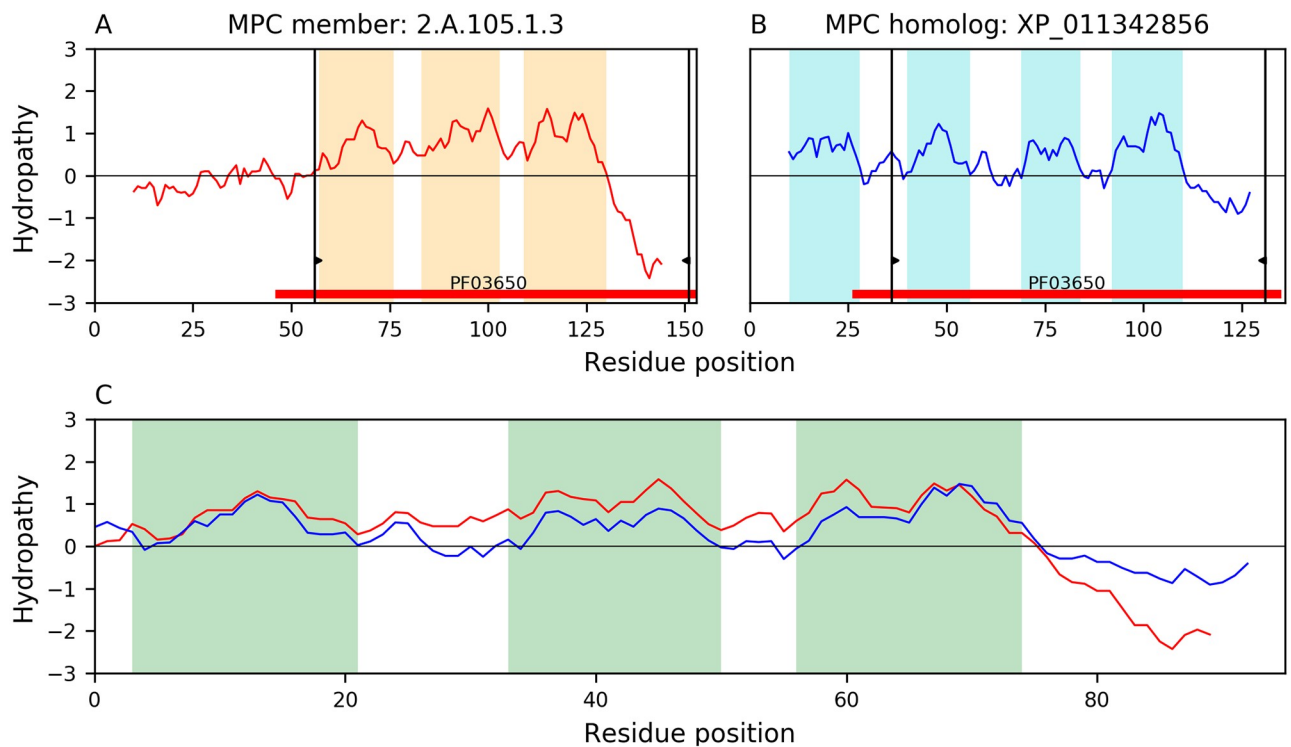 A MPC member: 2.A.105.1.3
B MPC homolog: XP_011342856
Hydropathy
3
2
1
0
−1
−2
−3
PF03650
PF03650
0 25 50 75 100 125 150
0 25 50 75 100 125
Residue position
C
Hydropathy
3
2
1
0
−1
−2
−3
0 20 40 60 80
Residue position